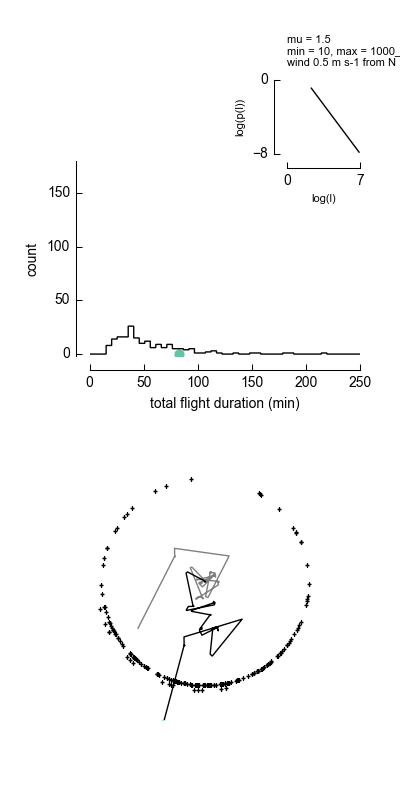 mu = 1.5
min = 10, max = 1000_
wind 0.5 m s-1 from N
0
log(p(l))
−8
0
7
log(l)
150
100
count
50
0
0
50
100
150
200
250
total flight duration (min)